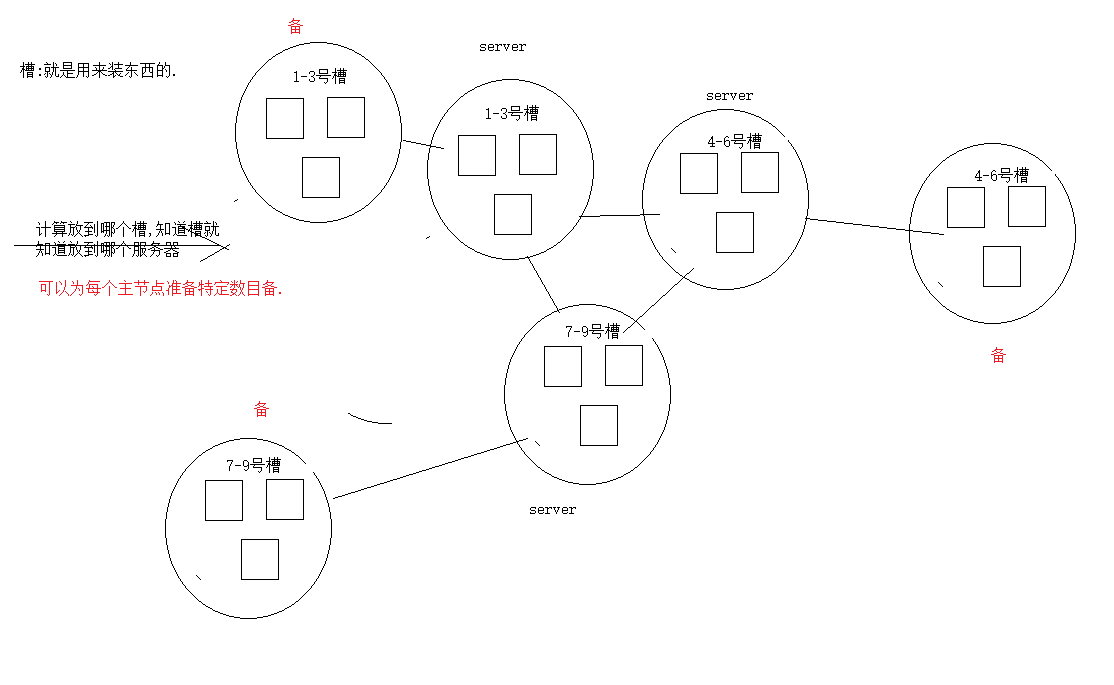 备
server
槽:就是用来装东西的.
1-3号槽
1-3号槽
server
4-6号槽
4-6号槽
计算放到哪个槽,知道槽就
知道放到哪个服务器
可以为每个主节点准备特定数目备.
7-9号槽
备
备
7-9号槽
server